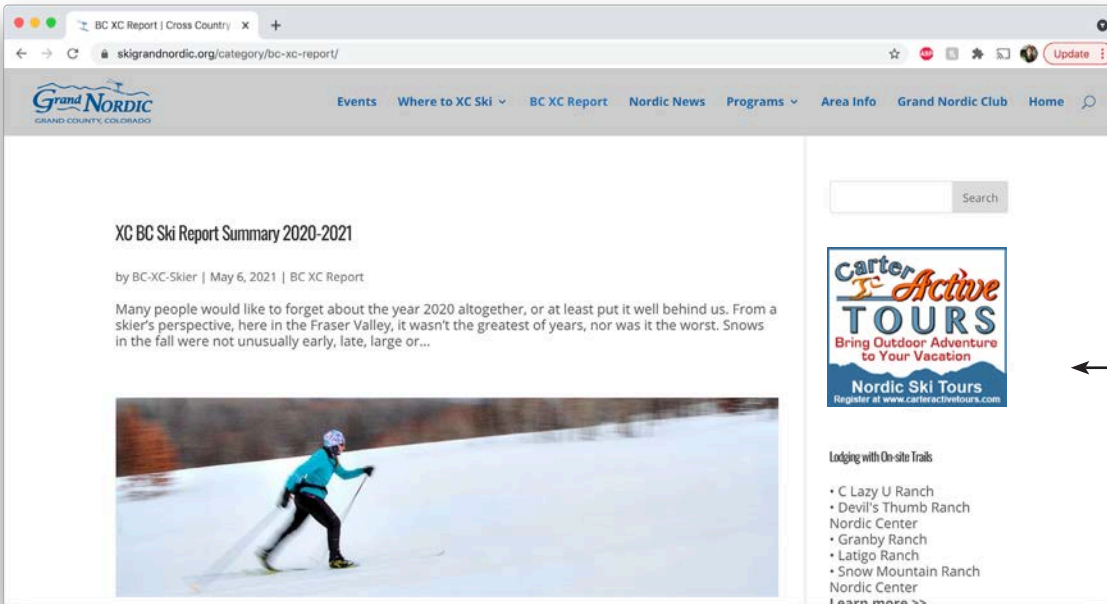 BC XC Report | Cross Country
skigrandnordic.org/category/bc-xc-report/
ABP
Update
Grand NORDIC
GRAND COUNTY, COLORADO
Events Where to XC Ski BC XC Report Nordic News Programs Area Info Grand Nordic Club Home
Search
XC BC Ski Report Summary 2020-2021
by BC-XC-Skier | May 6, 2021 | BC XC Report
Many people would like to forget about the year 2020 altogether, or at least put it well behind us. From a
skier's perspective, here in the Fraser Valley, it wasn't the greatest of years, nor was it the worst. Snows
in the fall were not unusually early, late, large or...
Carter
Active
TOURS
Bring Outdoor Adventure
to Your Vacation
Nordic Ski Tours
Register at www.carteractivetours.com
Lodging with On-site Trails
• C Lazy U Ranch
• Devil's Thumb Ranch
Nordic Center
• Granby Ranch
• Latigo Ranch
• Snow Mountain Ranch
Nordic Center
Learn more >>